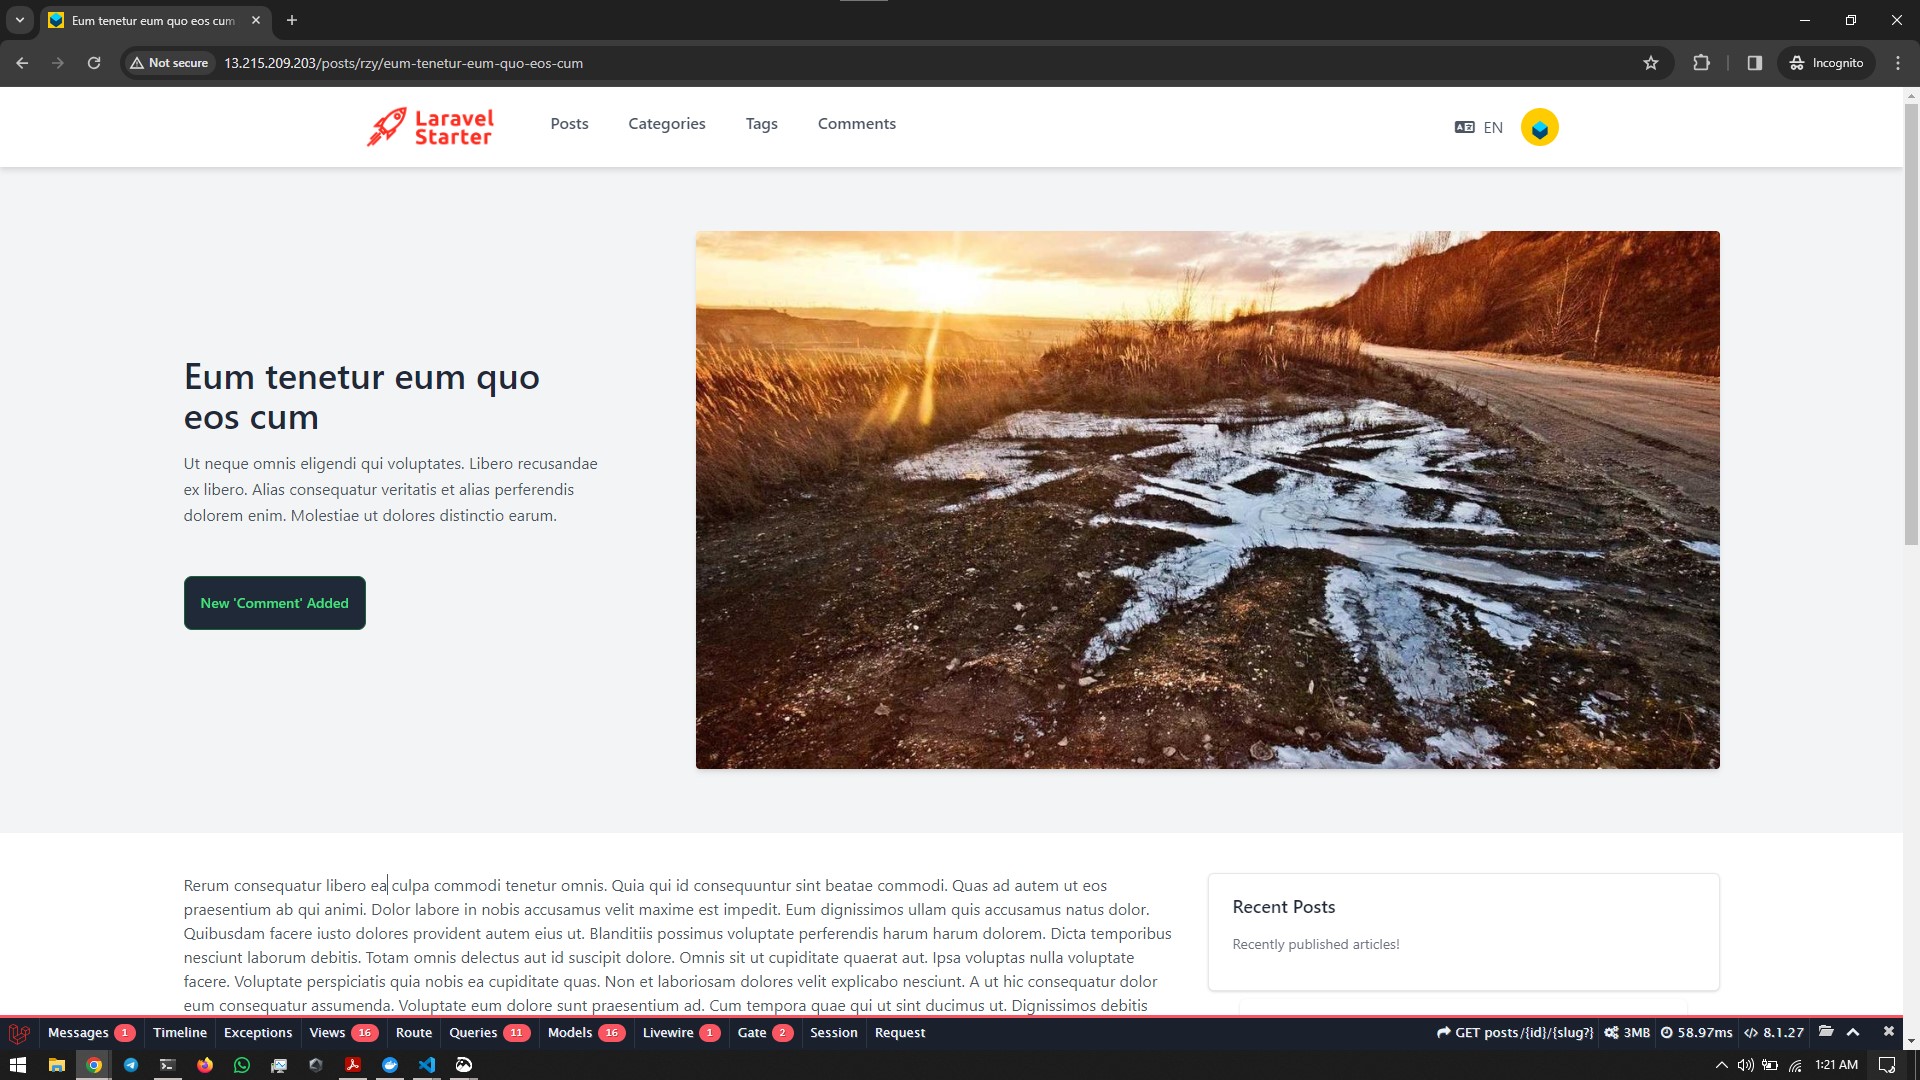 Eum tenetur eum quo eos cum
Not secure
13.215.209.203/posts/rzy/eum-tenetur-eum-quo-eos-cum
Incognito
Laravel
Starter
Posts
Categories
Tags
Comments
EN
Eum tenetur eum quo
eos cum
Ut neque omnis eligendi qui voluptates. Libero recusandae
ex libero. Alias consequatur veritatis et alias perferendis
dolorem enim. Molestiae ut dolores distinctio earum.
New 'Comment' Added
Rerum consequatur libero ea culpa commodi tenetur omnis. Quia qui id consequuntur sint beatae commodi. Quas ad autem ut eos
praesentium ab qui animi. Dolor labore in nobis accusamus velit maxime est impedit. Eum dignissimos ullam quis accusamus natus dolor.
Quibusdam facere iusto dolores provident autem eius ut. Blanditiis possimus voluptate perferendis harum harum dolorem. Dicta temporibus
nesciunt laborum debitis. Totam omnis delectus aut id suscipit dolore. Omnis sit ut cupiditate quaerat aut. Ipsa voluptas nulla voluptate
facere. Voluptate perspiciatis quia nobis ea cupiditate quas. Non et laboriosam dolores velit explicabo nesciunt. A ut hic consequatur dolor
eum consequatur assumenda. Voluptate eum dolore sunt praesentium ad. Cum tempora quae qui ut sint ducimus ut. Dignissimos debitis
Recent Posts
Recently published articles!
Messages 1
Timeline
Exceptions
Views 16
Route
Queries 11
Models 16
Livewire 1
Gate 2
Session
Request
GET posts/{id}/{slug?}
3MB
58.97ms
8.1.27
1:21 AM